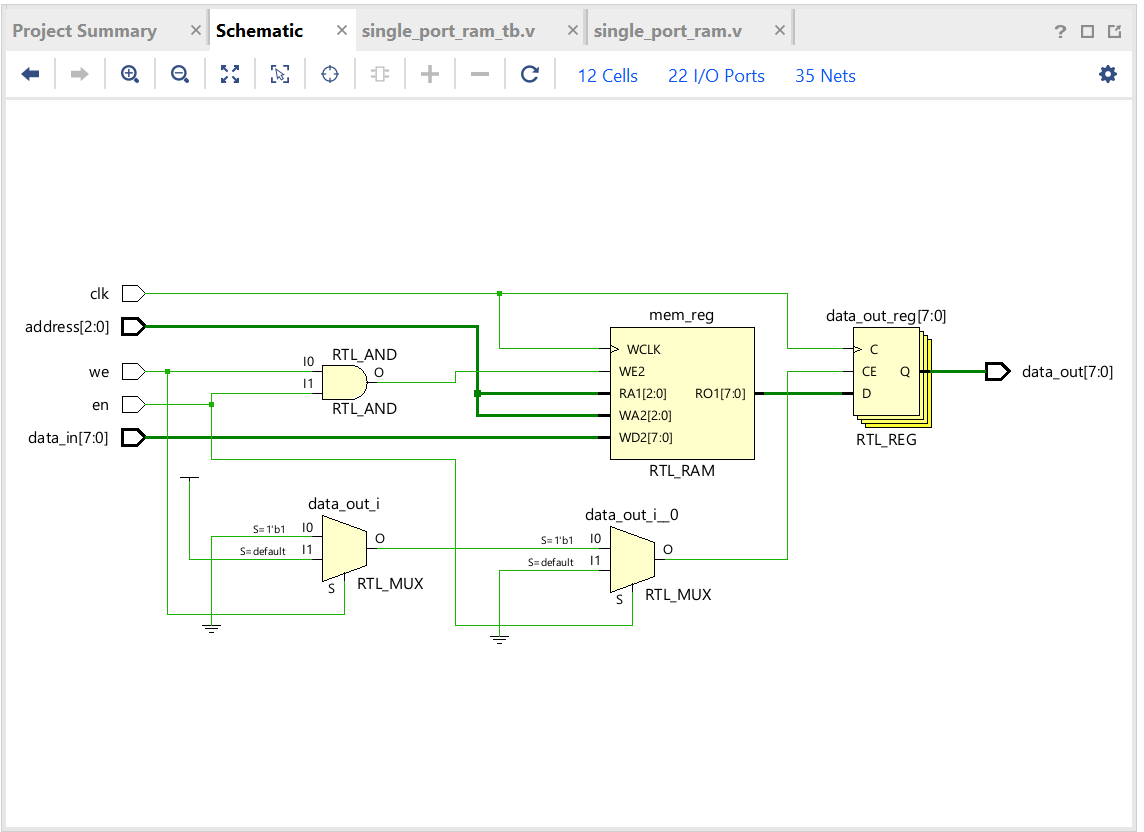 Project Summary × Schematic × single_port_ram_tb.v × single_port_ram.v × ?
12 Cells 22 I/O Ports 35 Nets
clk
address[2:0]
we
en
data_in[7:0]
I0
I1
RTL_AND
O
RTL_AND
mem_reg
WCLK
WE2
RA1[2:0] RO1[7:0]
WA2[2:0]
WD2[7:0]
RTL_RAM
data_out_reg[7:0]
C
CE Q
D
RTL_REG
data_out[7:0]
data_out_i
S=1'b1 I0
S=default I1
O
S
RTL_MUX
data_out_i__0
S=1'b1 I0
S=default I1
O
S
RTL_MUX